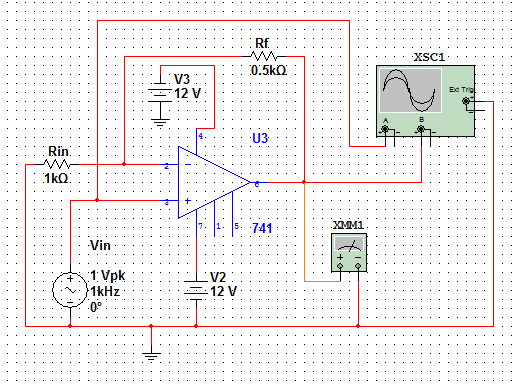 XSC1
Ext Trig
+
-
A
B
+ -
+ -
Rf
0.5kΩ
V3
12 V
4
U3
Rin
1kΩ
2
3
6
7
1
5
741
XMM1
+ -
Vin
1 Vpk
1kHz
0°
V2
12 V